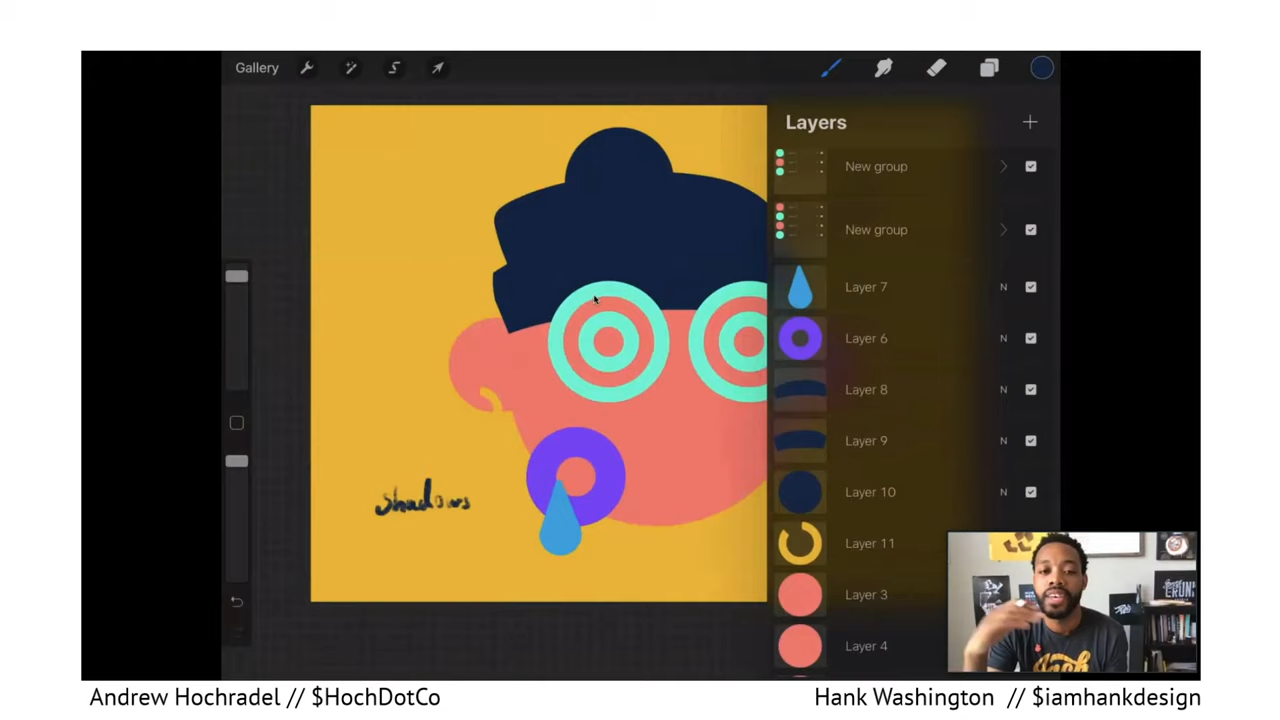 Gallery
Layers
New group
New group
Layer 7
N
Layer 6
N
Layer 8
N
Layer 9
N
Layer 10
N
Layer 11
Layer 3
Layer 4
Shadows
Andrew Hochradel // $HochDotCo
Hank Washington // $iamhankdesign